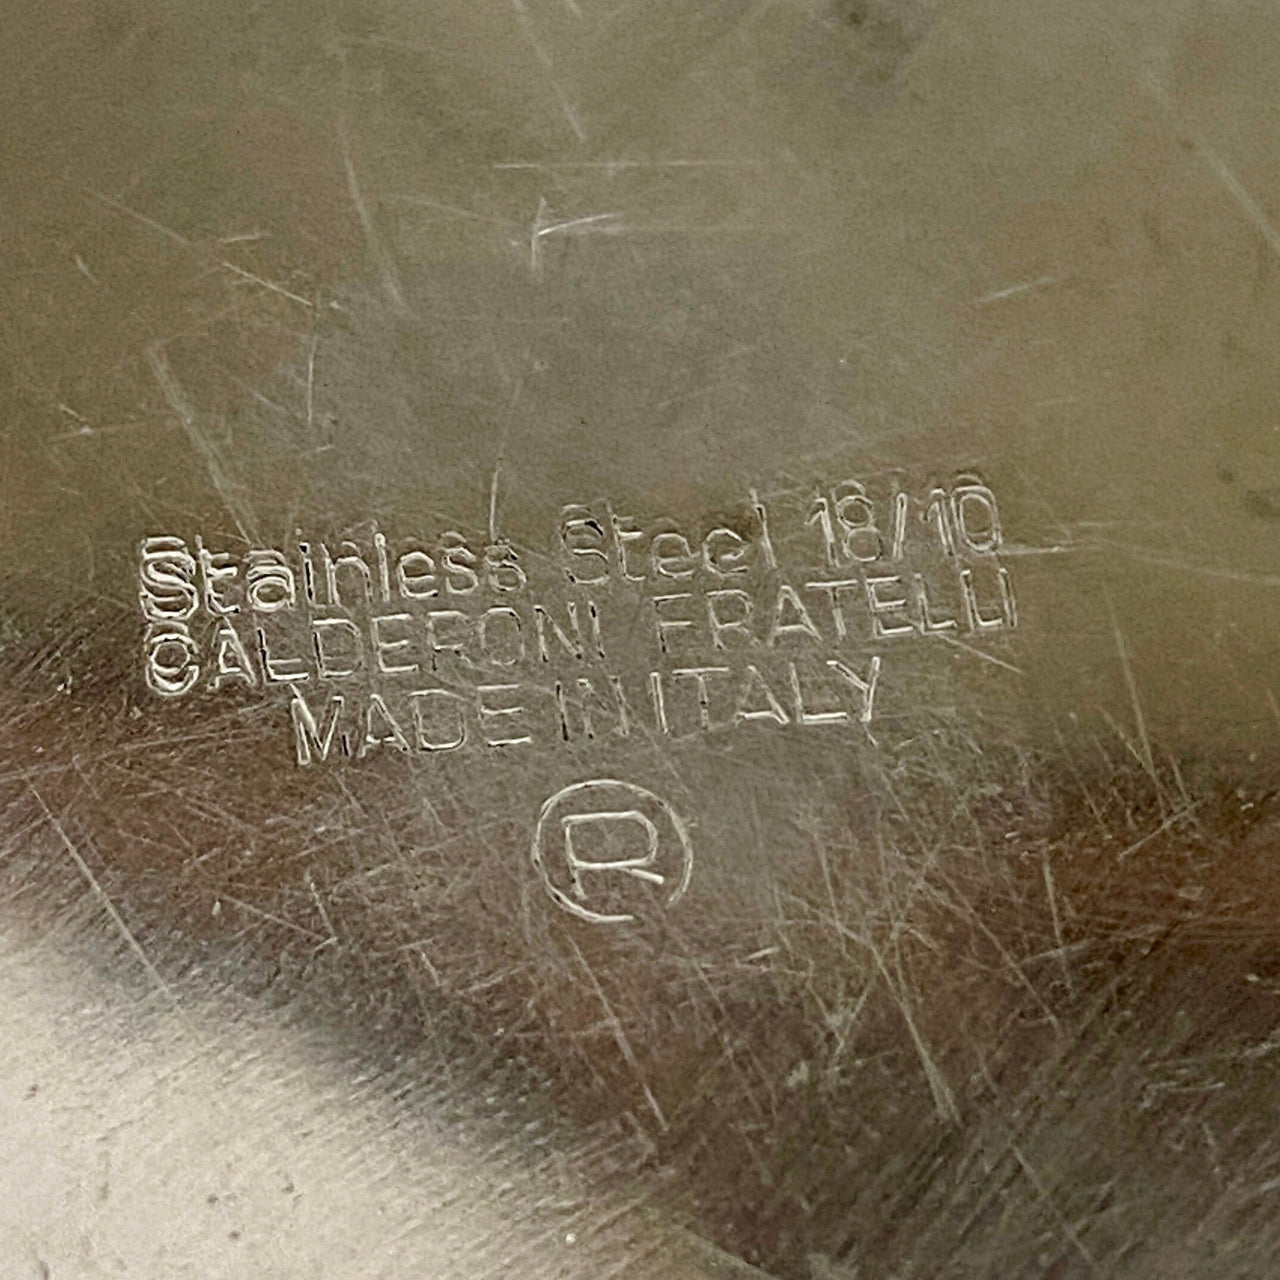 Stainless Steel 18/10
CALDERONI FRATELLI
MADE IN ITALY
®